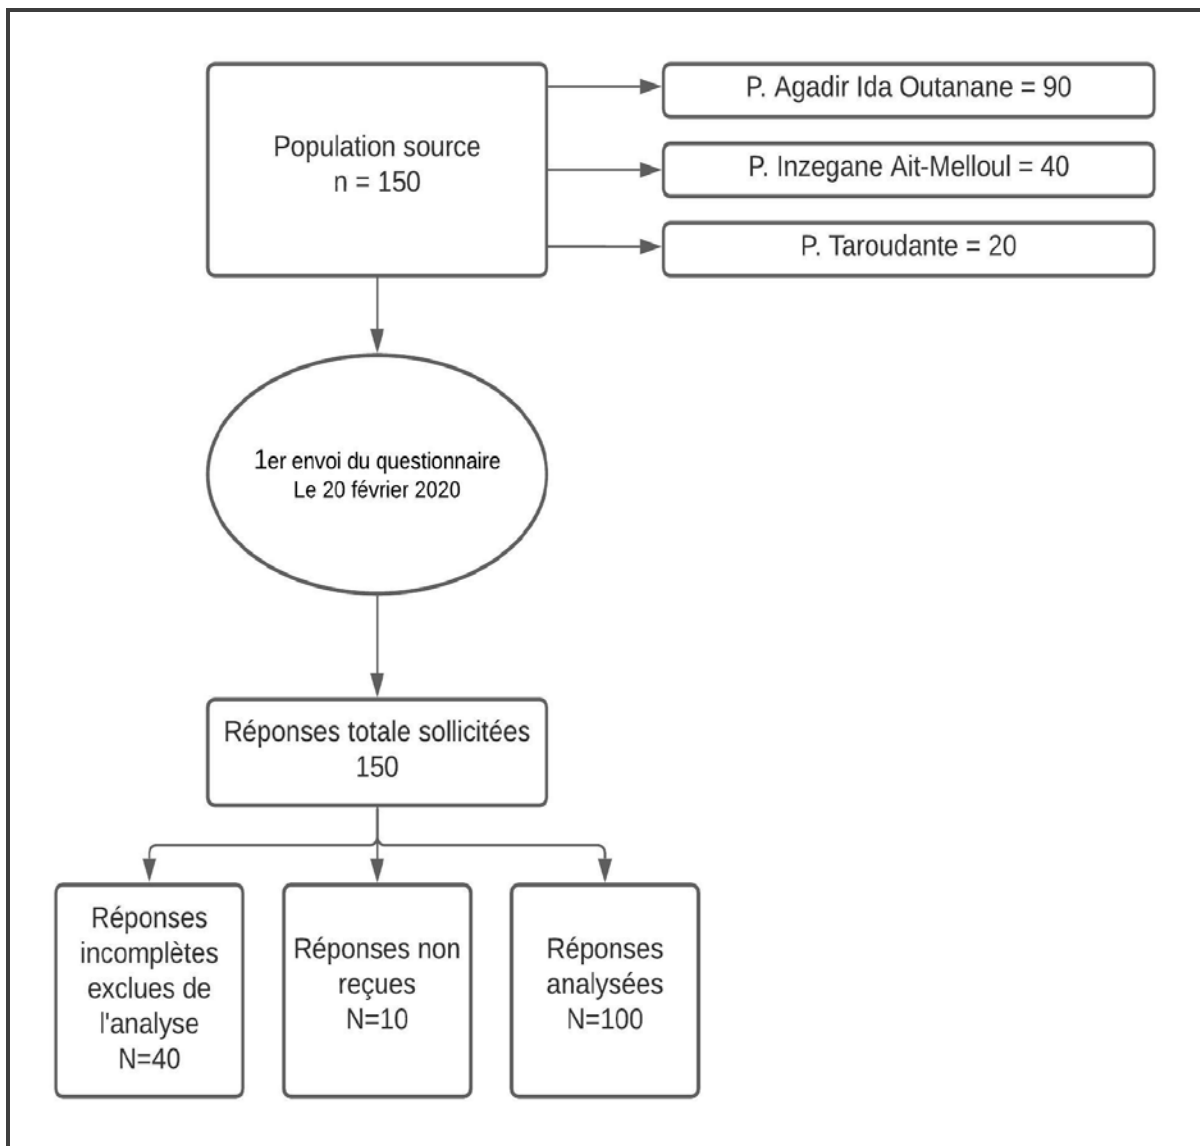 Population source
n = 150
P. Agadir Ida Outanane = 90
P. Inzegane Ait-Melloul = 40
P. Taroudante = 20
1er envoi du questionnaire
Le 20 février 2020
Réponses totale sollicitées
150
Réponses
incomplètes
exclues de
l'analyse
N=40
Réponses non
reçues
N=10
Réponses
analysées
N=100